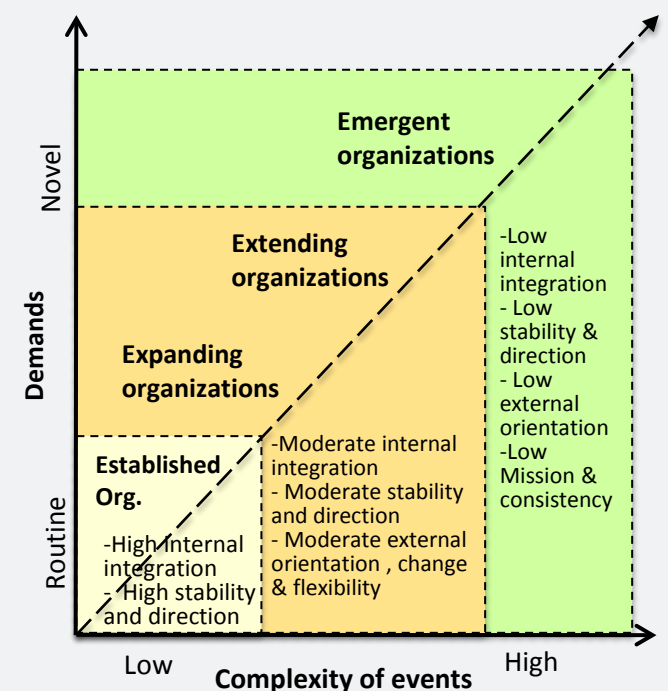 Emergent
organizations
Novel
Extending
organizations
-Low
internal
integration
- Low
stability &
direction
- Low
external
orientation
-Low
Mission &
consistency
Demands
Expanding
organizations
Established
Org.
-High internal
integration
- High stability
and direction
-Moderate internal
integration
- Moderate stability
and direction
- Moderate external
orientation , change
& flexibility
Routine
Low
High
Complexity of events